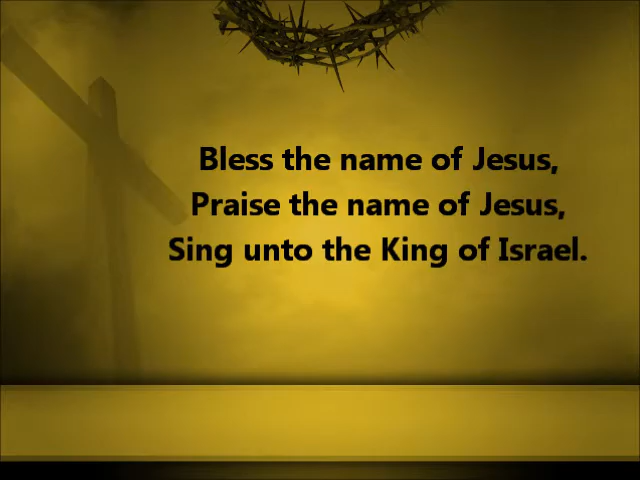 Bless the name of Jesus,
Praise the name of Jesus,
Sing unto the King of Israel.